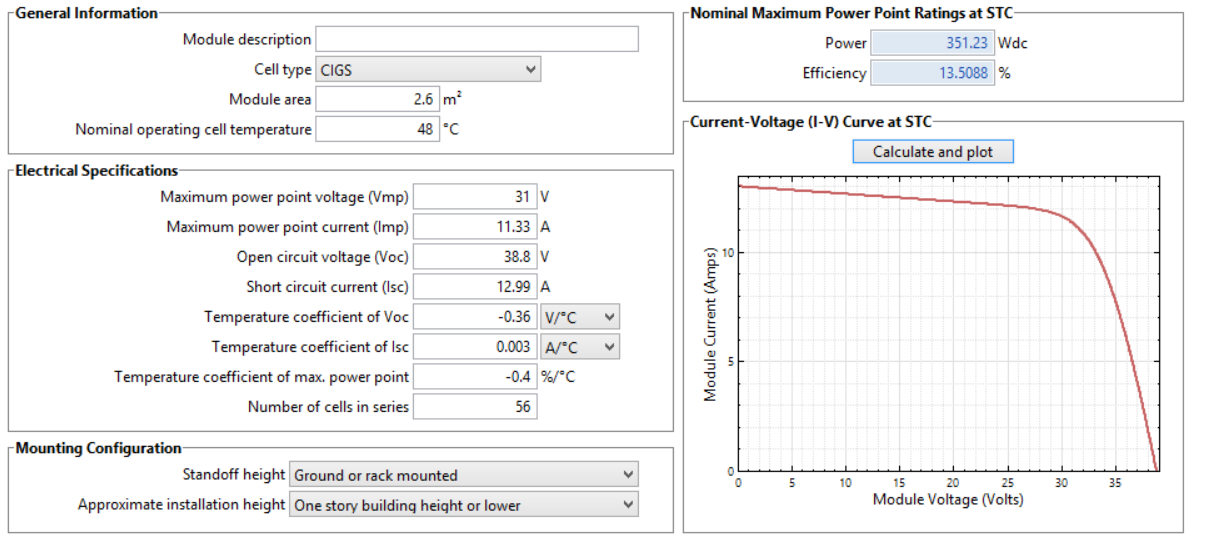 General Information
Module description
Cell type CIGS
Module area 2.6 m²
Nominal operating cell temperature 48 °C
Electrical Specifications
Maximum power point voltage (Vmp) 31 V
Maximum power point current (Imp) 11.33 A
Open circuit voltage (Voc) 38.8 V
Short circuit current (Isc) 12.99 A
Temperature coefficient of Voc -0.36 V/°C
Temperature coefficient of Isc 0.003 A/°C
Temperature coefficient of max. power point -0.4 %/°C
Number of cells in series 56
Mounting Configuration
Standoff height Ground or rack mounted
Approximate installation height One story building height or lower
Nominal Maximum Power Point Ratings at STC
Power 351.23 Wdc
Efficiency 13.5088 %
Current-Voltage (I-V) Curve at STC
Calculate and plot
Module Current (Amps)
10
5
0
0 5 10 15 20 25 30 35
Module Voltage (Volts)